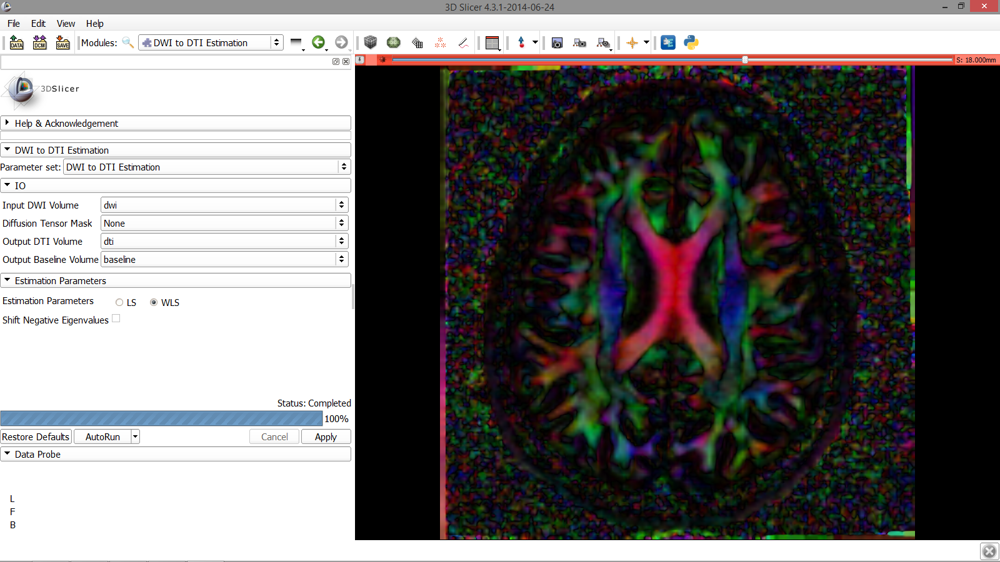 3D Slicer 4.3.1-2014-06-24
File Edit View Help
DATA DCM SAVE Modules: DWI to DTI Estimation
S: 18.000mm
3DSlicer
Help & Acknowledgement
DWI to DTI Estimation
Parameter set: DWI to DTI Estimation
IO
Input DWI Volume dwi
Diffusion Tensor Mask None
Output DTI Volume dti
Output Baseline Volume baseline
Estimation Parameters
Estimation Parameters LS WLS
Shift Negative Eigenvalues
Status: Completed
100%
Restore Defaults AutoRun Cancel Apply
Data Probe
L
F
B